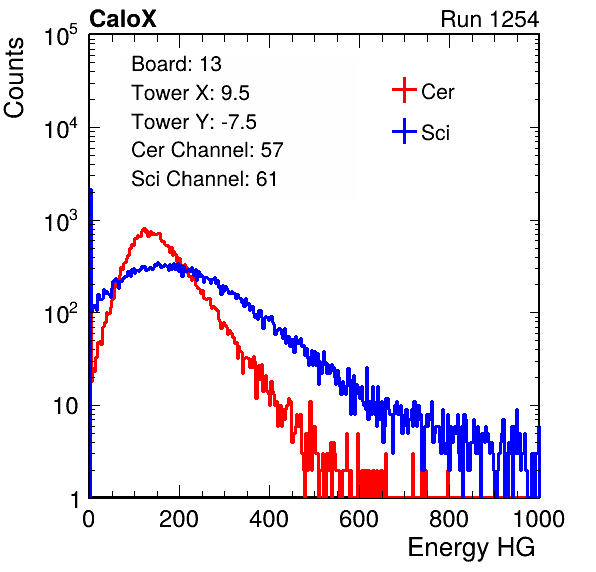 CaloX
Run 1254
Counts
Board: 13
Tower X: 9.5
Tower Y: -7.5
Cer Channel: 57
Sci Channel: 61
Cer
Sci
10^5
10^4
10^3
10^2
10
1
0 200 400 600 800 1000
Energy HG